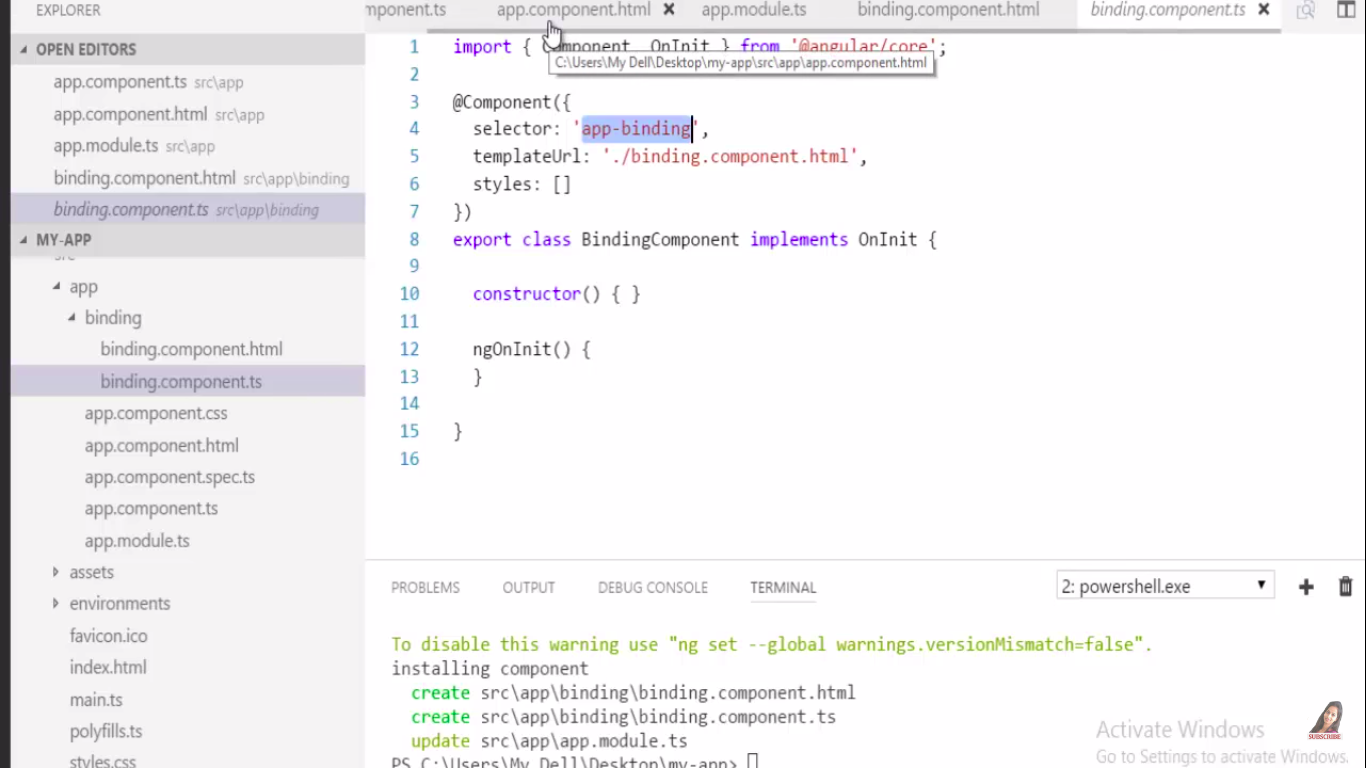 EXPLORER
mponent.ts app.component.html × app.module.ts binding.component.html binding.component.ts ×
OPEN EDITORS
app.component.ts src\app
app.component.html src\app
app.module.ts src\app
binding.component.html src\app\binding
binding.component.ts src\app\binding
MY-APP
src
app
binding
binding.component.html
binding.component.ts
app.component.css
app.component.html
app.component.spec.ts
app.component.ts
app.module.ts
assets
environments
favicon.ico
index.html
main.ts
polyfills.ts
styles.css
1 import { Component, OnInit } from '@angular/core';
C:\Users\My Dell\Desktop\my-app\src\app\app.component.html
2
3 @Component({
4 selector: 'app-binding',
5 templateUrl: './binding.component.html',
6 styles: []
7 })
8 export class BindingComponent implements OnInit {
9
10 constructor() { }
11
12 ngOnInit() {
13 }
14
15 }
16
PROBLEMS OUTPUT DEBUG CONSOLE TERMINAL 2: powershell.exe
To disable this warning use "ng set --global warnings.versionMismatch=false".
installing component
create src\app\binding\binding.component.html
create src\app\binding\binding.component.ts
update src\app\app.module.ts
PS C:\Users\My Dell\Desktop\my-app>
Activate Windows
Go to Settings to activate Windows.
SUBSCRIBE